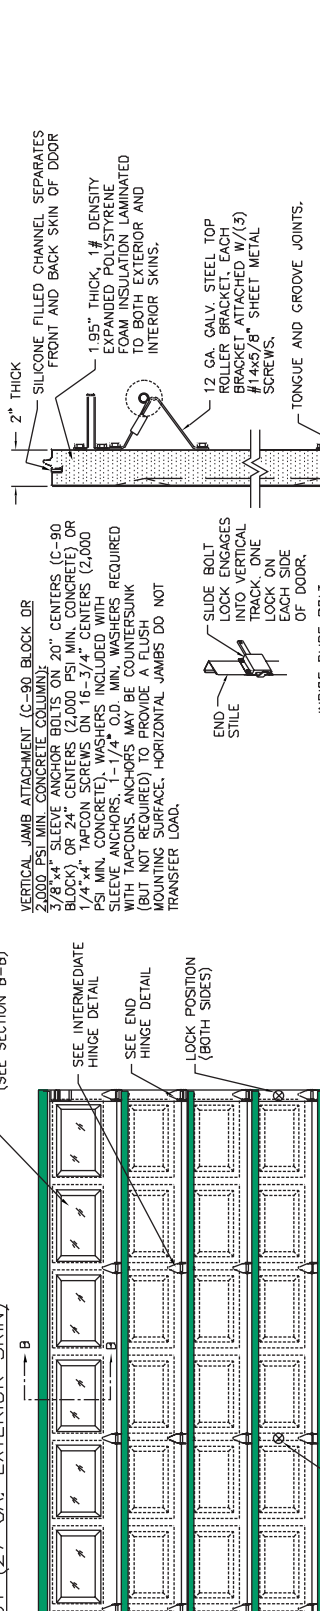 2" THICK
SILICONE FILLED CHANNEL SEPARATES
FRONT AND BACK SKIN OF DOOR
1.95" THICK, 1# DENSITY
EXPANDED POLYSTYRENE
FOAM INSULATION LAMINATED
TO BOTH EXTERIOR AND
INTERIOR SKINS.
12 GA. GALV. STEEL TOP
ROLLER BRACKET. EACH
BRACKET ATTACHED W/(3)
#14x5/8" SHEET METAL
SCREWS.
TONGUE AND GROOVE JOINTS.
VERTICAL JAMB ATTACHMENT (C-90 BLOCK OR
2,000 PSI MIN. CONCRETE COLUMN):
3/8"x4" SLEEVE ANCHOR BOLTS ON 20" CENTERS (C-90
BLOCK) OR 24" CENTERS (2,000 PSI MIN. CONCRETE) OR
1/4"x4" TAPCON SCREWS ON 16-3/4" CENTERS (2,000
PSI MIN. CONCRETE). WASHERS INCLUDED WITH
SLEEVE ANCHORS. 1-1/4" O.D. MIN. WASHERS REQUIRED
WITH TAPCONS. ANCHORS MAY BE COUNTERSUNK
(BUT NOT REQUIRED) TO PROVIDE A FLUSH
MOUNTING SURFACE. HORIZONTAL JAMBS DO NOT
TRANSFER LOAD.
END
STILE
SLIDE BOLT
LOCK ENGAGES
INTO VERTICAL
TRACK. ONE
LOCK ON
EACH SIDE
OF DOOR.
(SEE SECTION B-B)
SEE INTERMEDIATE
HINGE DETAIL
SEE END
HINGE DETAIL
LOCK POSITION
(BOTH SIDES)
B
B
EXTERIOR SKIN)